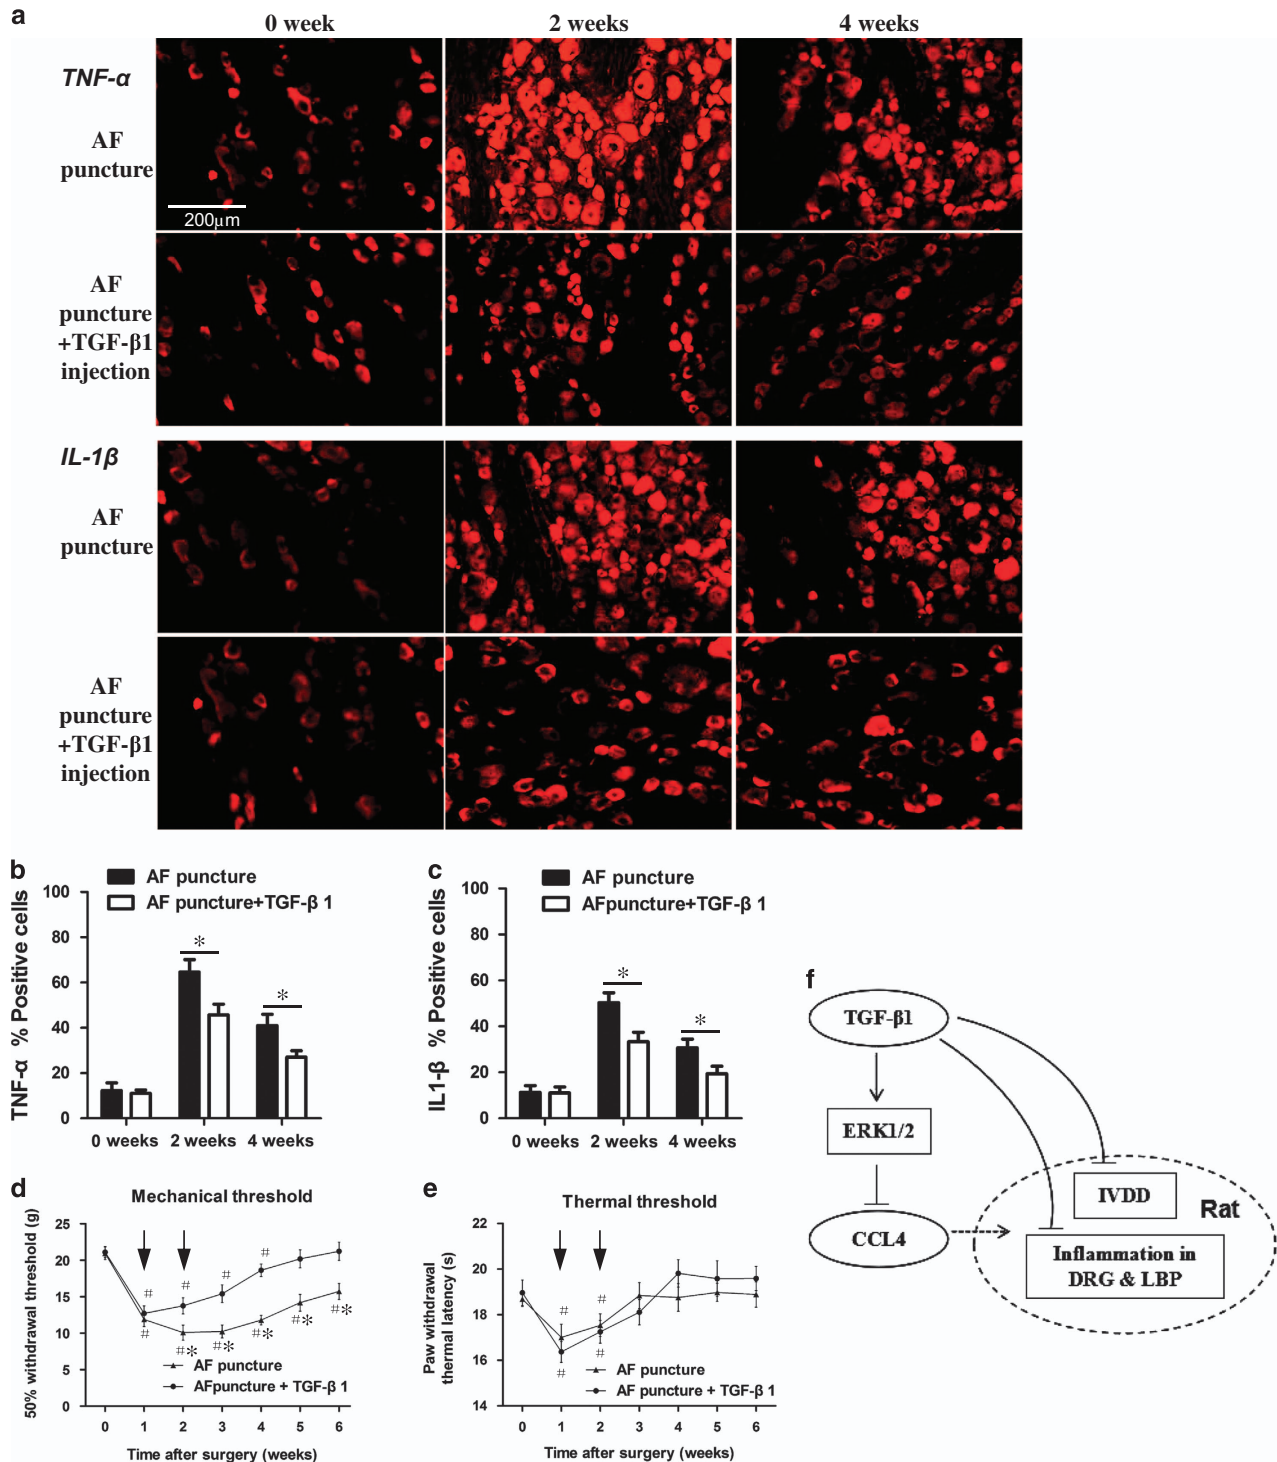 a
0 week
2 weeks
4 weeks
TNF-α
AF
puncture
200μm
AF
puncture
+TGF-β1
injection
IL-1β
AF
puncture
AF
puncture
+TGF-β1
injection
b
AF puncture
AF puncture+TGF-β 1
TNF-α % Positive cells
100
80
60
40
20
0
*
*
0 weeks
2 weeks
4 weeks
c
AF puncture
AFpuncture+TGF-β 1
IL1-β % Positive cells
100
80
60
40
20
0
*
*
0 weeks
2 weeks
4 weeks
d
Mechanical threshold
50% withdrawal threshold (g)
25
20
15
10
5
0
# # # #
# #* #* #* #* #*
AF puncture
AFpuncture + TGF-β 1
0 1 2 3 4 5 6
Time after surgery (weeks)
e
Thermal threshold
Paw withdrawal
thermal latency (s)
22
20
18
16
14
# #
# #
AF puncture
AF puncture + TGF-β 1
0 1 2 3 4 5 6
Time after surgery (weeks)
f
TGF-β1
ERK1/2
CCL4
IVDD
Rat
Inflammation in
DRG & LBP